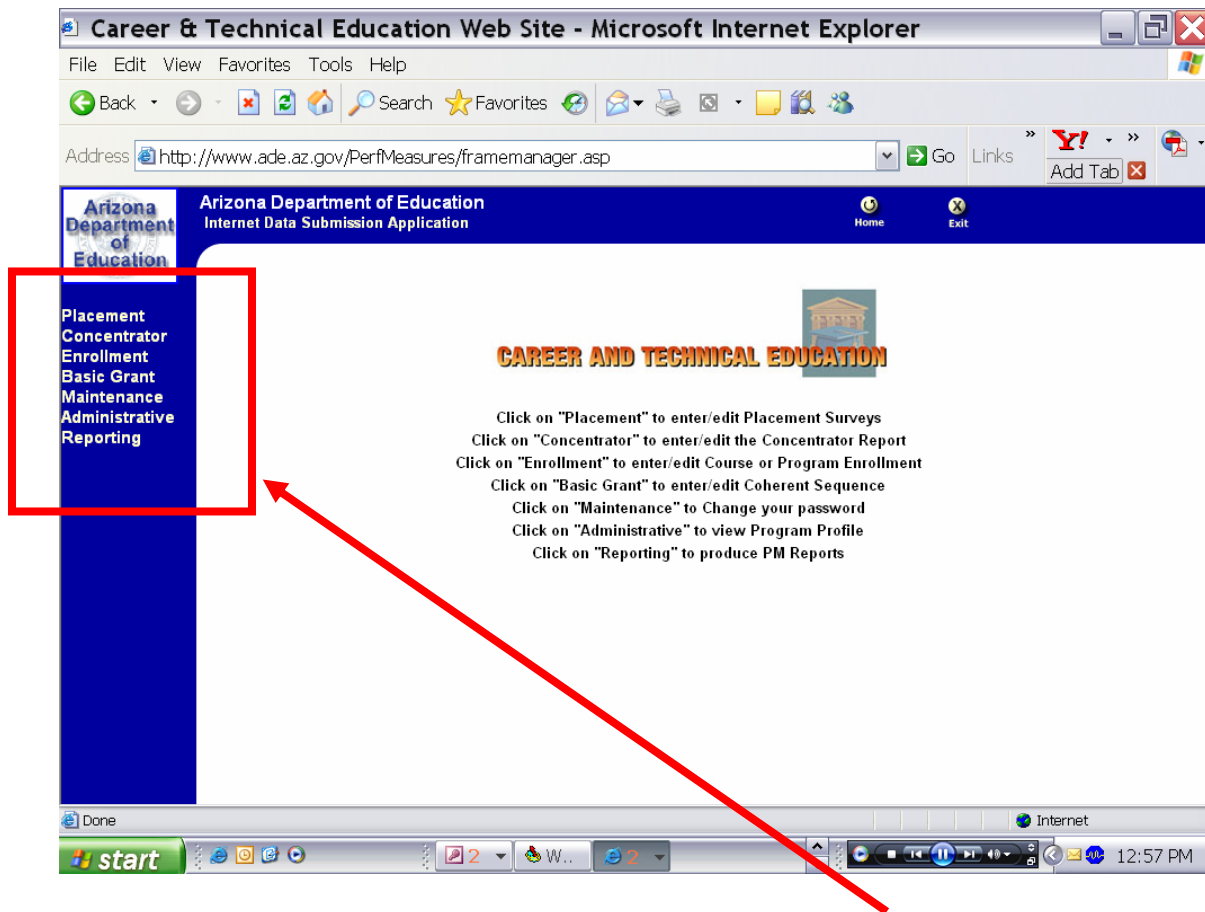 Career & Technical Education Web Site - Microsoft Internet Explorer
File Edit View Favorites Tools Help
Back Search Favorites
Address http://www.ade.az.gov/PerfMeasures/framemanager.asp Go Links » Y! »
Add Tab
Arizona
Department
of
Education
Arizona Department of Education
Internet Data Submission Application
Home Exit
Placement
Concentrator
Enrollment
Basic Grant
Maintenance
Administrative
Reporting
CAREER AND TECHNICAL EDUCATION
Click on "Placement" to enter/edit Placement Surveys
Click on "Concentrator" to enter/edit the Concentrator Report
Click on "Enrollment" to enter/edit Course or Program Enrollment
Click on "Basic Grant" to enter/edit Coherent Sequence
Click on "Maintenance" to Change your password
Click on "Administrative" to view Program Profile
Click on "Reporting" to produce PM Reports
Done Internet
start 2 W.. 2 12:57 PM